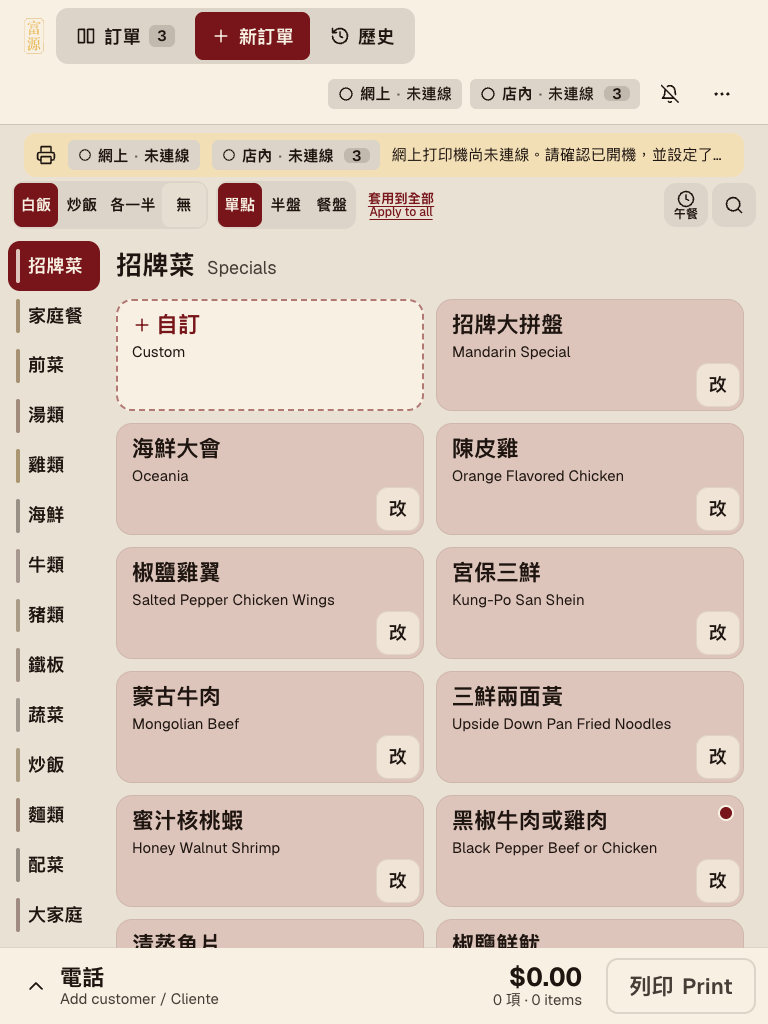 富源
訂單 3
新訂單
歷史
網上 · 未連線
店內 · 未連線 3
網上 · 未連線
店內 · 未連線 3
網上打印機尚未連線。請確認已開機，並設定了...
白飯 炒飯 各一半 無
單點 半盤 餐盤
套用到全部
Apply to all
午餐
招牌菜
家庭餐
前菜
湯類
雞類
海鮮
牛類
豬類
鐵板
蔬菜
炒飯
麵類
配菜
大家庭
招牌菜 Specials
+ 自訂
Custom
招牌大拼盤
Mandarin Special
改
海鮮大會
Oceania
改
陳皮雞
Orange Flavored Chicken
改
椒鹽雞翼
Salted Pepper Chicken Wings
改
宮保三鮮
Kung-Po San Shein
改
蒙古牛肉
Mongolian Beef
改
三鮮兩面黃
Upside Down Pan Fried Noodles
改
蜜汁核桃蝦
Honey Walnut Shrimp
改
黑椒牛肉或雞肉
Black Pepper Beef or Chicken
改
清蒸魚片
椒鹽鮮魷
電話
Add customer / Cliente
$0.00
0 項 · 0 items
列印 Print